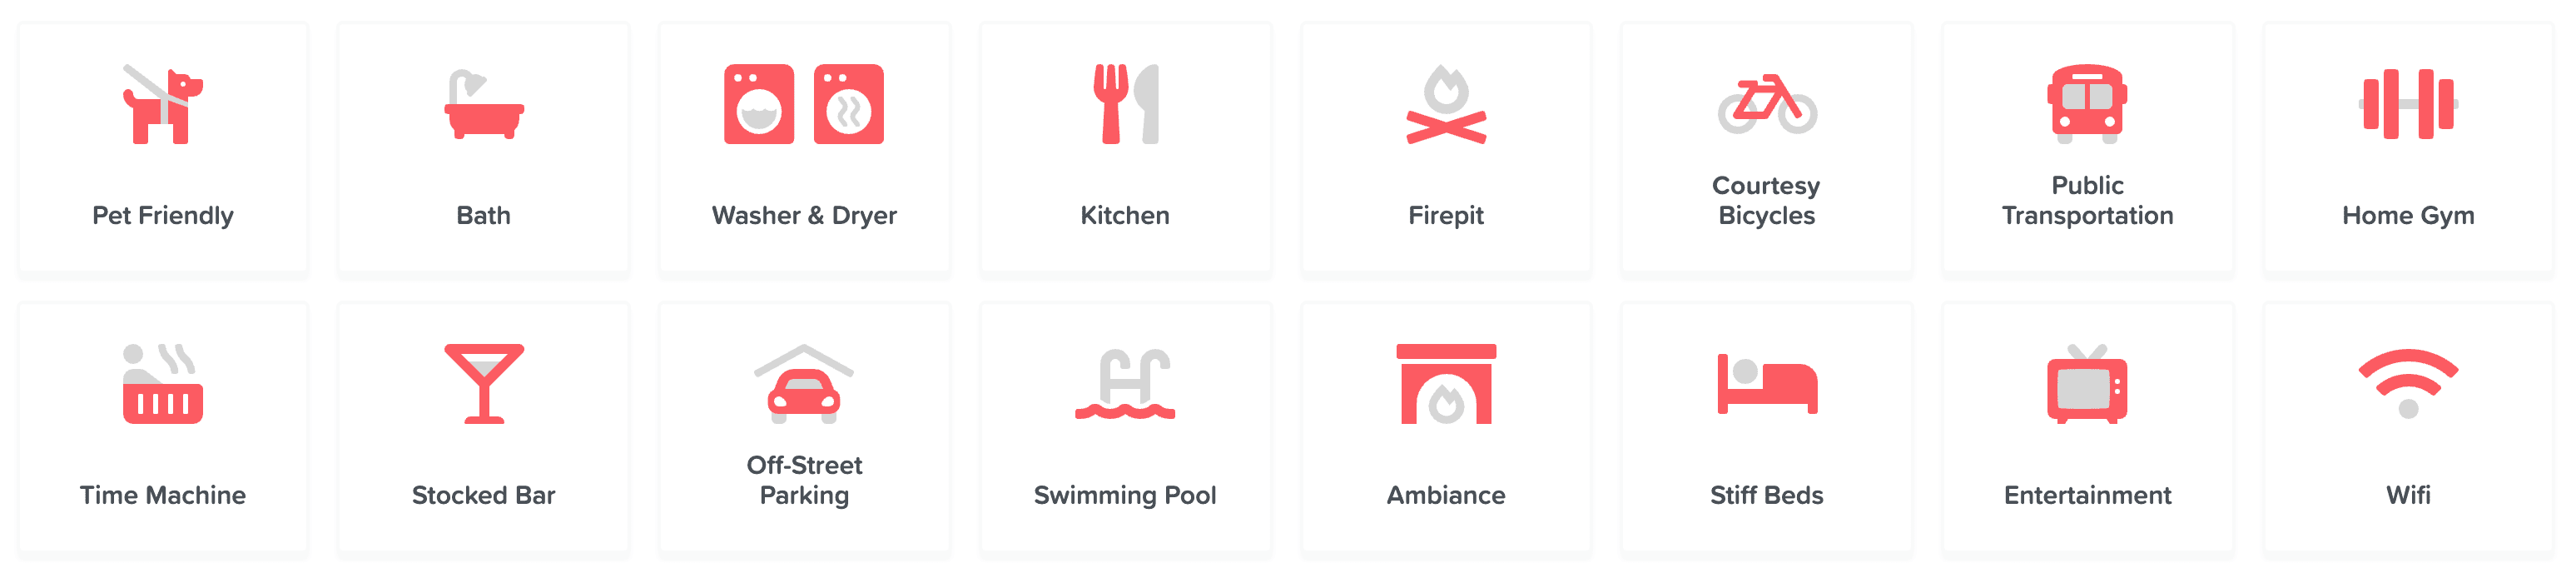 Pet Friendly
Bath
Washer & Dryer
Kitchen
Firepit
Courtesy
Bicycles
Public
Transportation
Home Gym
Time Machine
Stocked Bar
Off-Street
Parking
Swimming Pool
Ambiance
Stiff Beds
Entertainment
Wifi